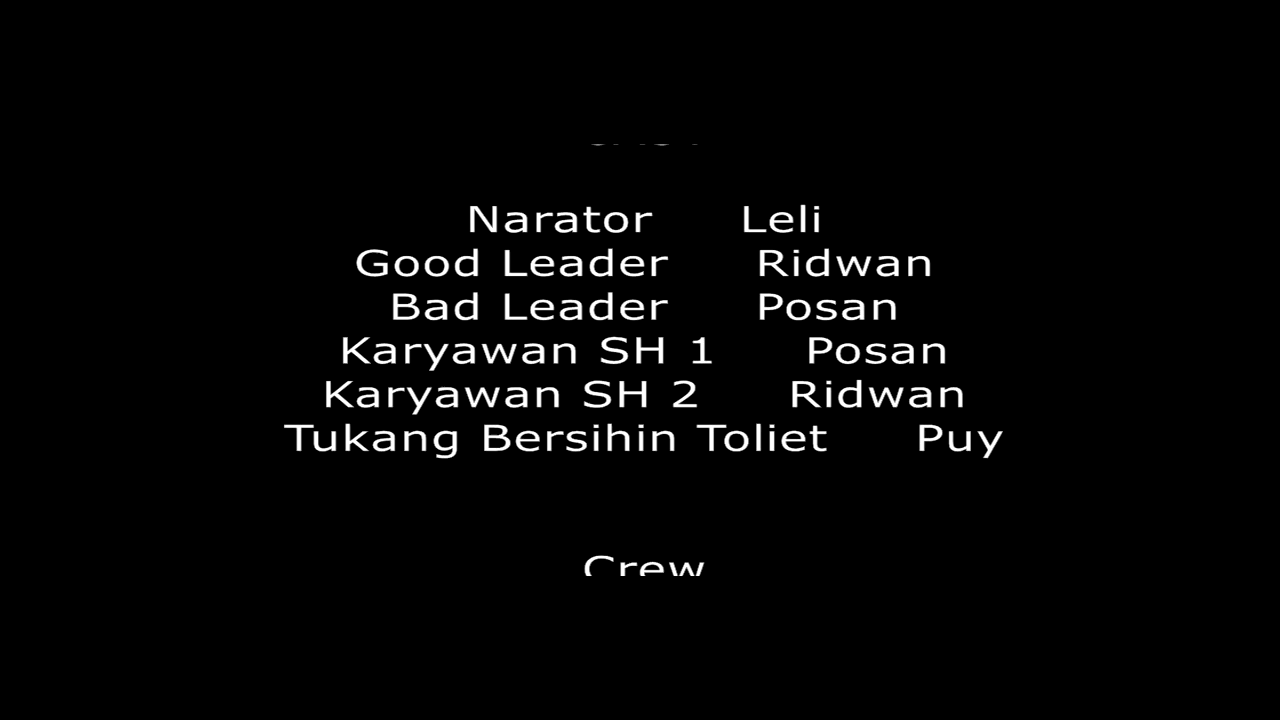 Narator Leli
Good Leader Ridwan
Bad Leader Posan
Karyawan SH 1 Posan
Karyawan SH 2 Ridwan
Tukang Bersihin Toliet Puy
Crew